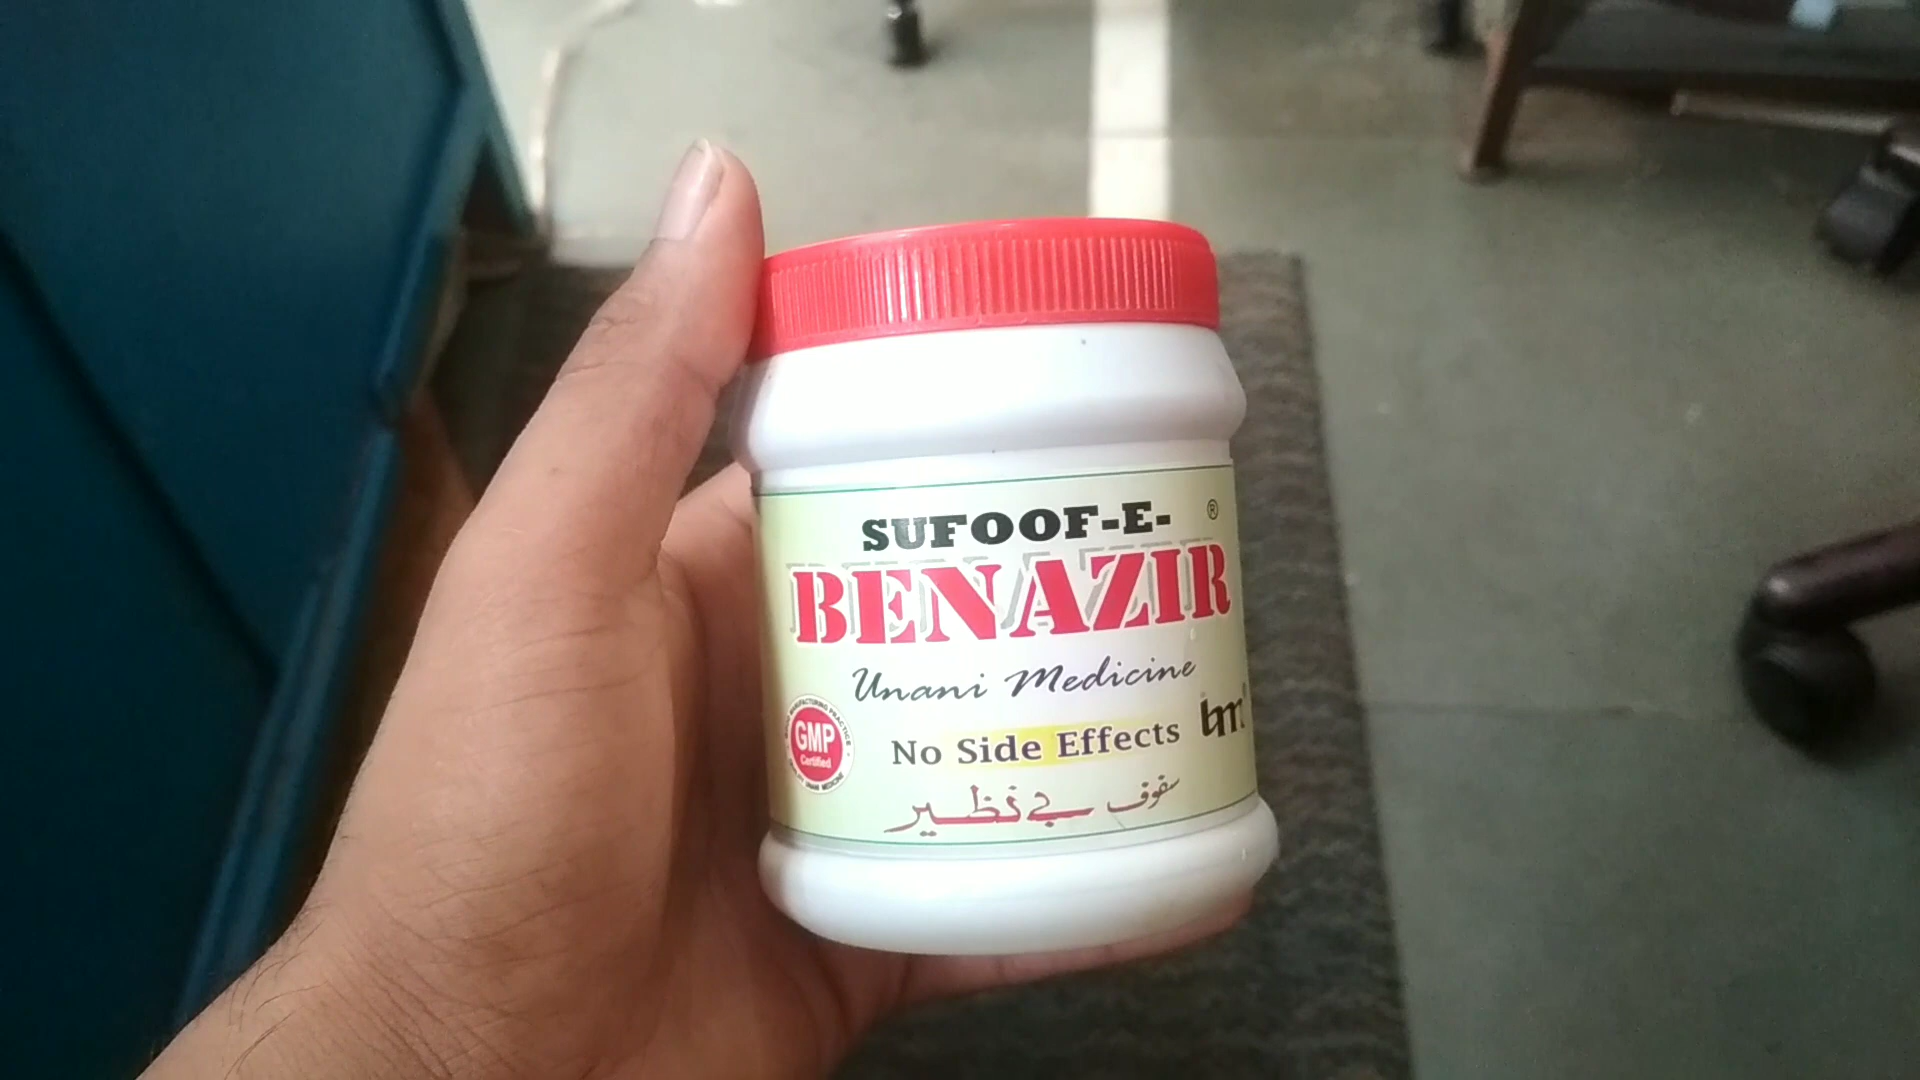 SUFOOF-E- ®
BENAZIR
Unani Medicine
GMP
Certified
No Side Effects
سفوف بے نظیر